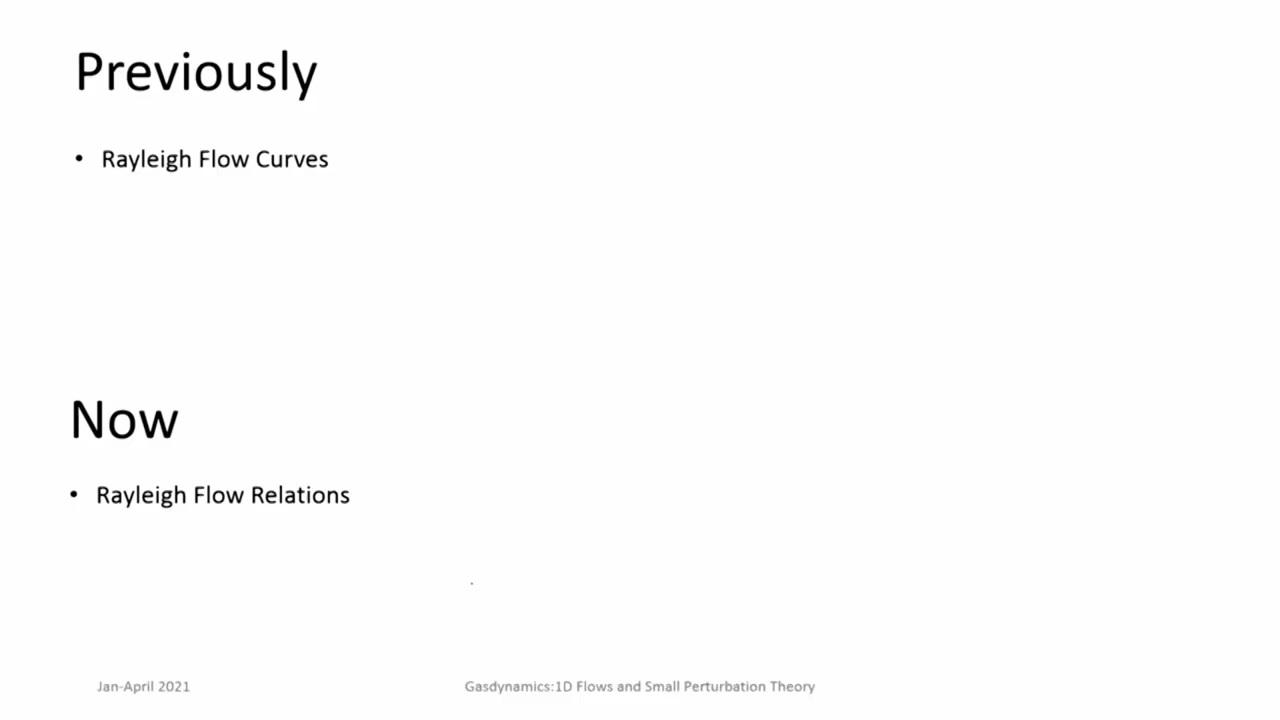 Previously
• Rayleigh Flow Curves
Now
• Rayleigh Flow Relations
Jan-April 2021
Gasdynamics:1D Flows and Small Perturbation Theory